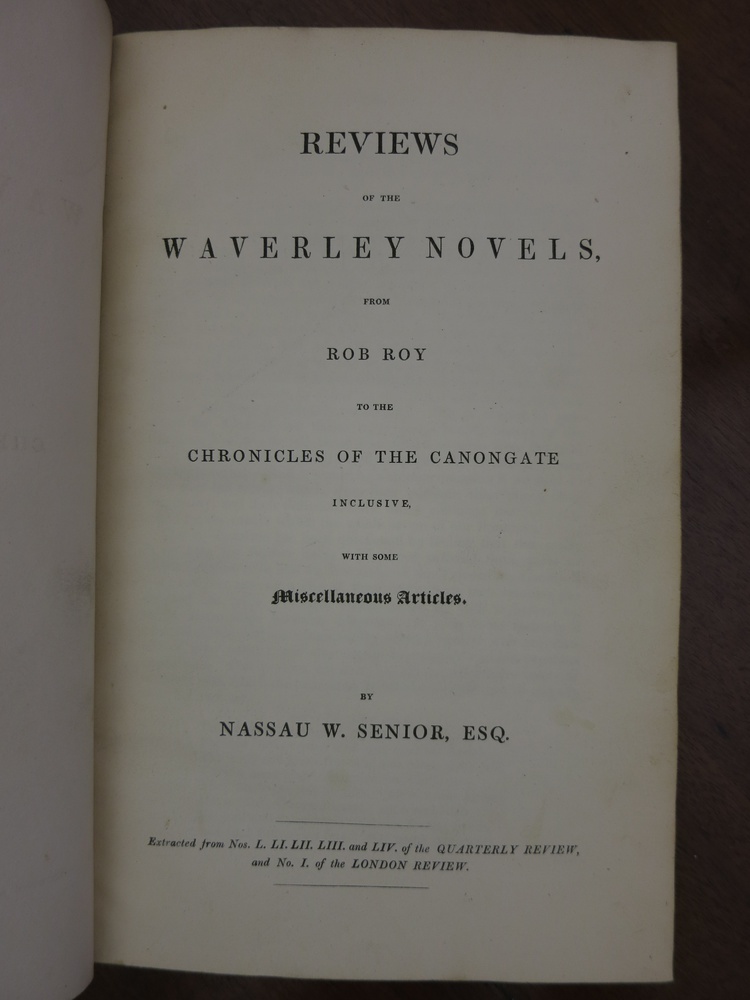 REVIEWS
OF THE
WAVERLEY NOVELS,
FROM
ROB ROY
TO THE
CHRONICLES OF THE CANONGATE
INCLUSIVE,
WITH SOME
Miscellaneous Articles.
BY
NASSAU W. SENIOR, ESQ.
Extracted from Nos. L. LI. LII. LIII. and LIV. of the QUARTERLY REVIEW,
and No. I. of the LONDON REVIEW.